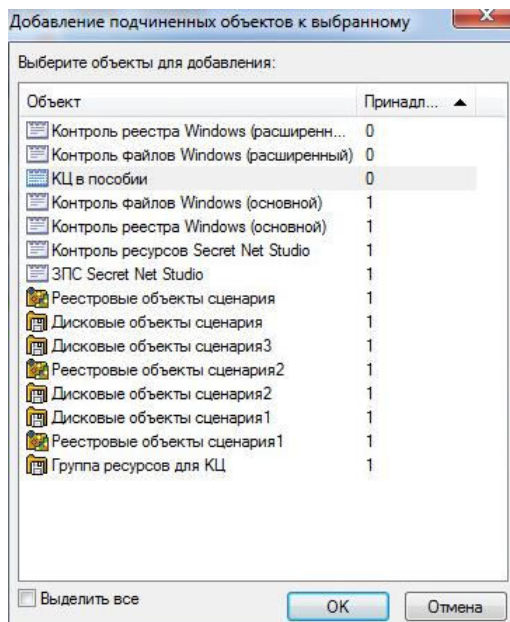 Добавление подчиненных объектов к выбранному
Выберите объекты для добавления:
Объект Принадл...
Контроль реестра Windows (расширенн... 0
Контроль файлов Windows (расширенный) 0
КЦ в пособии 0
Контроль файлов Windows (основной) 1
Контроль реестра Windows (основной) 1
Контроль ресурсов Secret Net Studio 1
ЗПС Secret Net Studio 1
Реестровые объекты сценария 1
Дисковые объекты сценария 1
Дисковые объекты сценария3 1
Реестровые объекты сценария2 1
Дисковые объекты сценария2 1
Дисковые объекты сценария1 1
Реестровые объекты сценария1 1
Группа ресурсов для КЦ 1
Выделить все OK Отмена